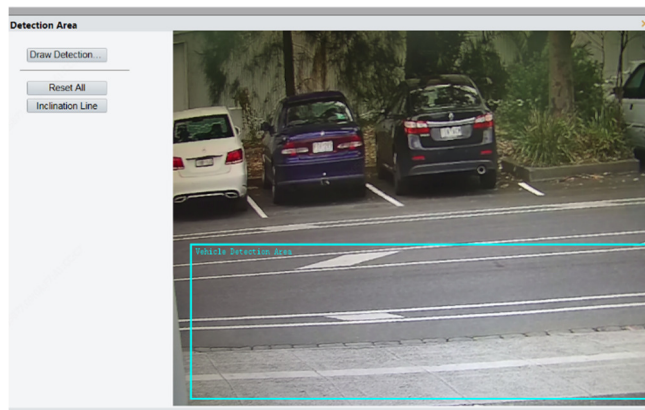 Detection Area
Draw Detection...
Reset All
Inclination Line
Vehicle Detection Area